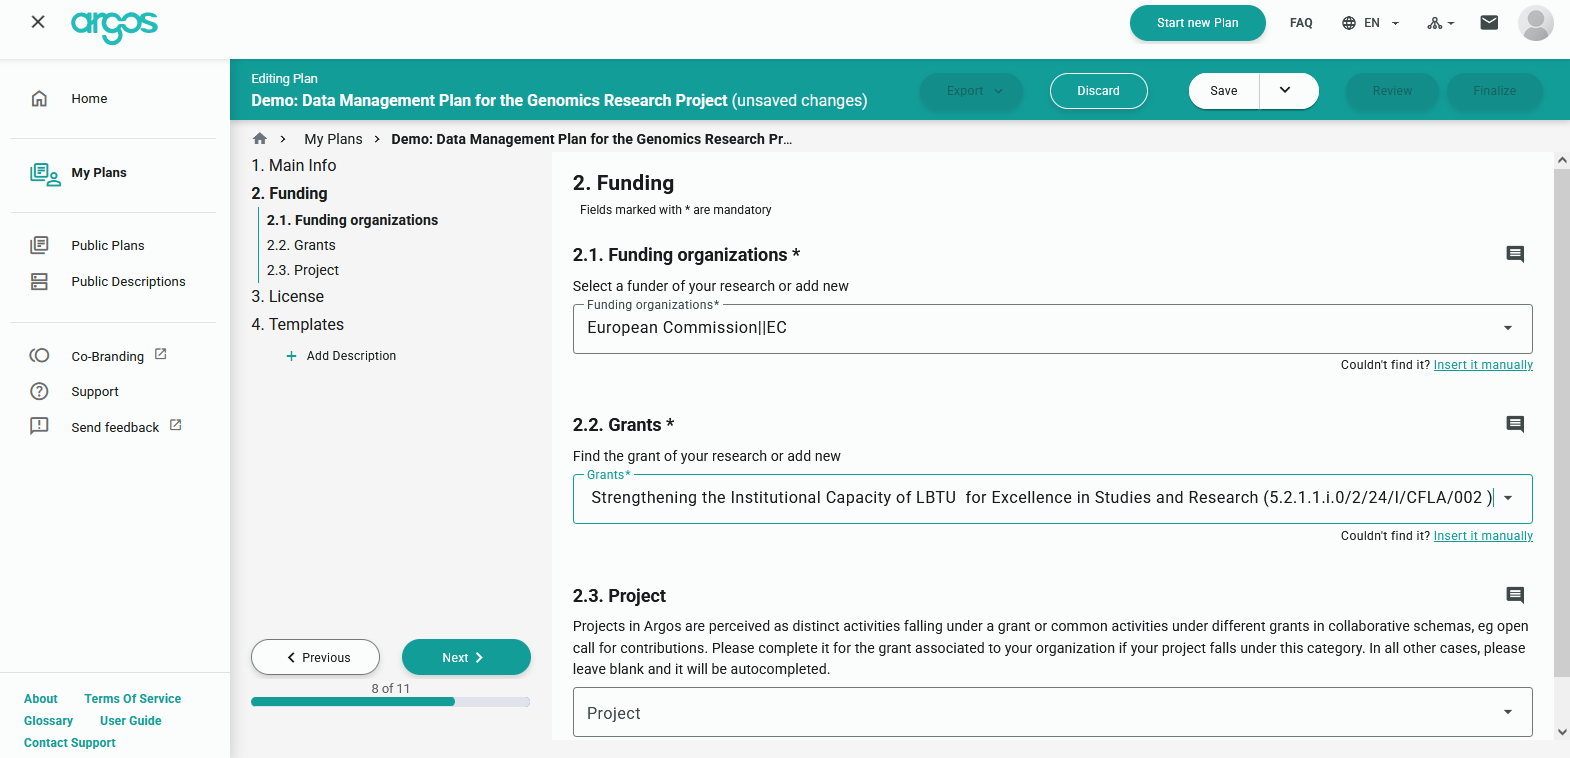 argos
Start new Plan
FAQ
EN
Home
My Plans
Public Plans
Public Descriptions
Co-Branding
Support
Send feedback
About Terms Of Service
Glossary User Guide
Contact Support
Editing Plan
Demo: Data Management Plan for the Genomics Research Project (unsaved changes)
Export
Discard
Save
Review
Finalize
My Plans
Demo: Data Management Plan for the Genomics Research Pr...
1. Main Info
2. Funding
2.1. Funding organizations
2.2. Grants
2.3. Project
3. License
4. Templates
+ Add Description
Previous
Next
8 of 11
2. Funding
Fields marked with * are mandatory
2.1. Funding organizations *
Select a funder of your research or add new
Funding organizations*
European Commission||EC
Couldn't find it? Insert it manually
2.2. Grants *
Find the grant of your research or add new
Grants*
Strengthening the Institutional Capacity of LBTU  for Excellence in Studies and Research (5.2.1.1.i.0/2/24/I/CFLA/002 )
Couldn't find it? Insert it manually
2.3. Project
Projects in Argos are perceived as distinct activities falling under a grant or common activities under different grants in collaborative schemas, eg open
call for contributions. Please complete it for the grant associated to your organization if your project falls under this category. In all other cases, please
leave blank and it will be autocompleted.
Project